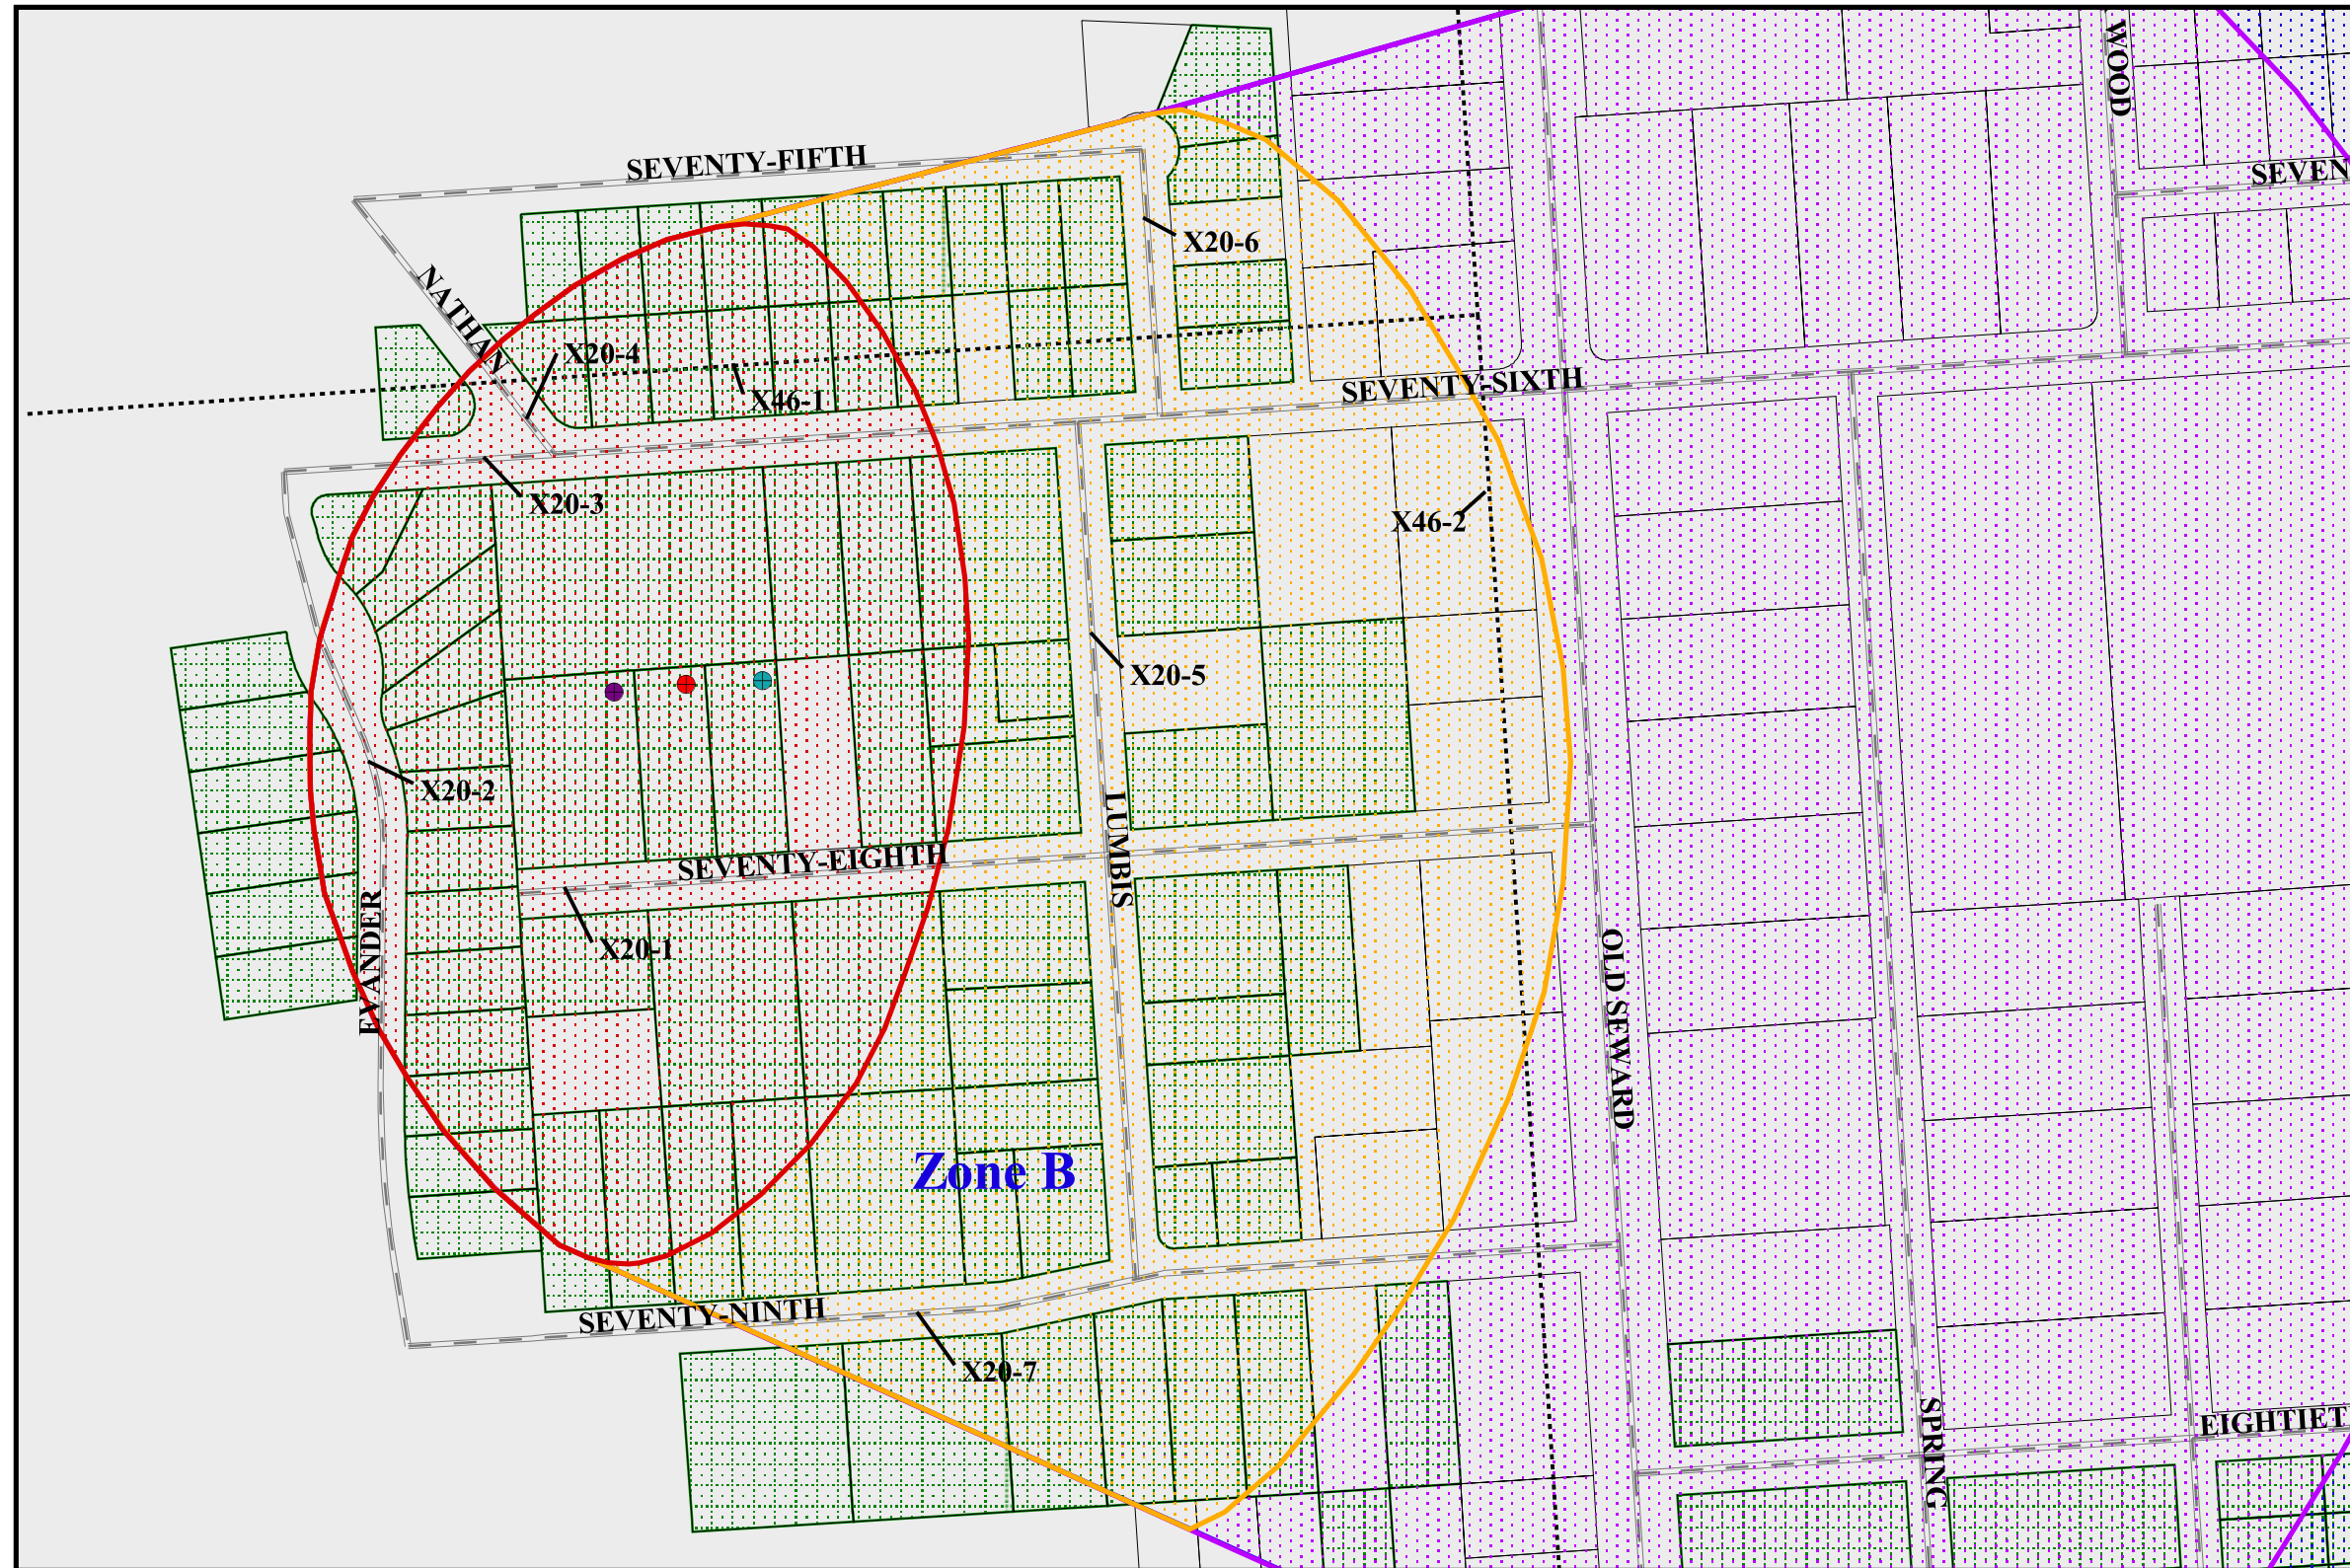 WOOD
SEVENTY-FIFTH
SEVEN
X20-6
NATHAN
X20-4
X46-1
SEVENTY-SIXTH
X20-3
X46-2
X20-5
X20-2
LUMBIS
SEVENTY-EIGHTH
EVANDER
X20-1
OLD SEWARD
Zone B
SEVENTY-NINTH
X20-7
SPRING
EIGHTIET